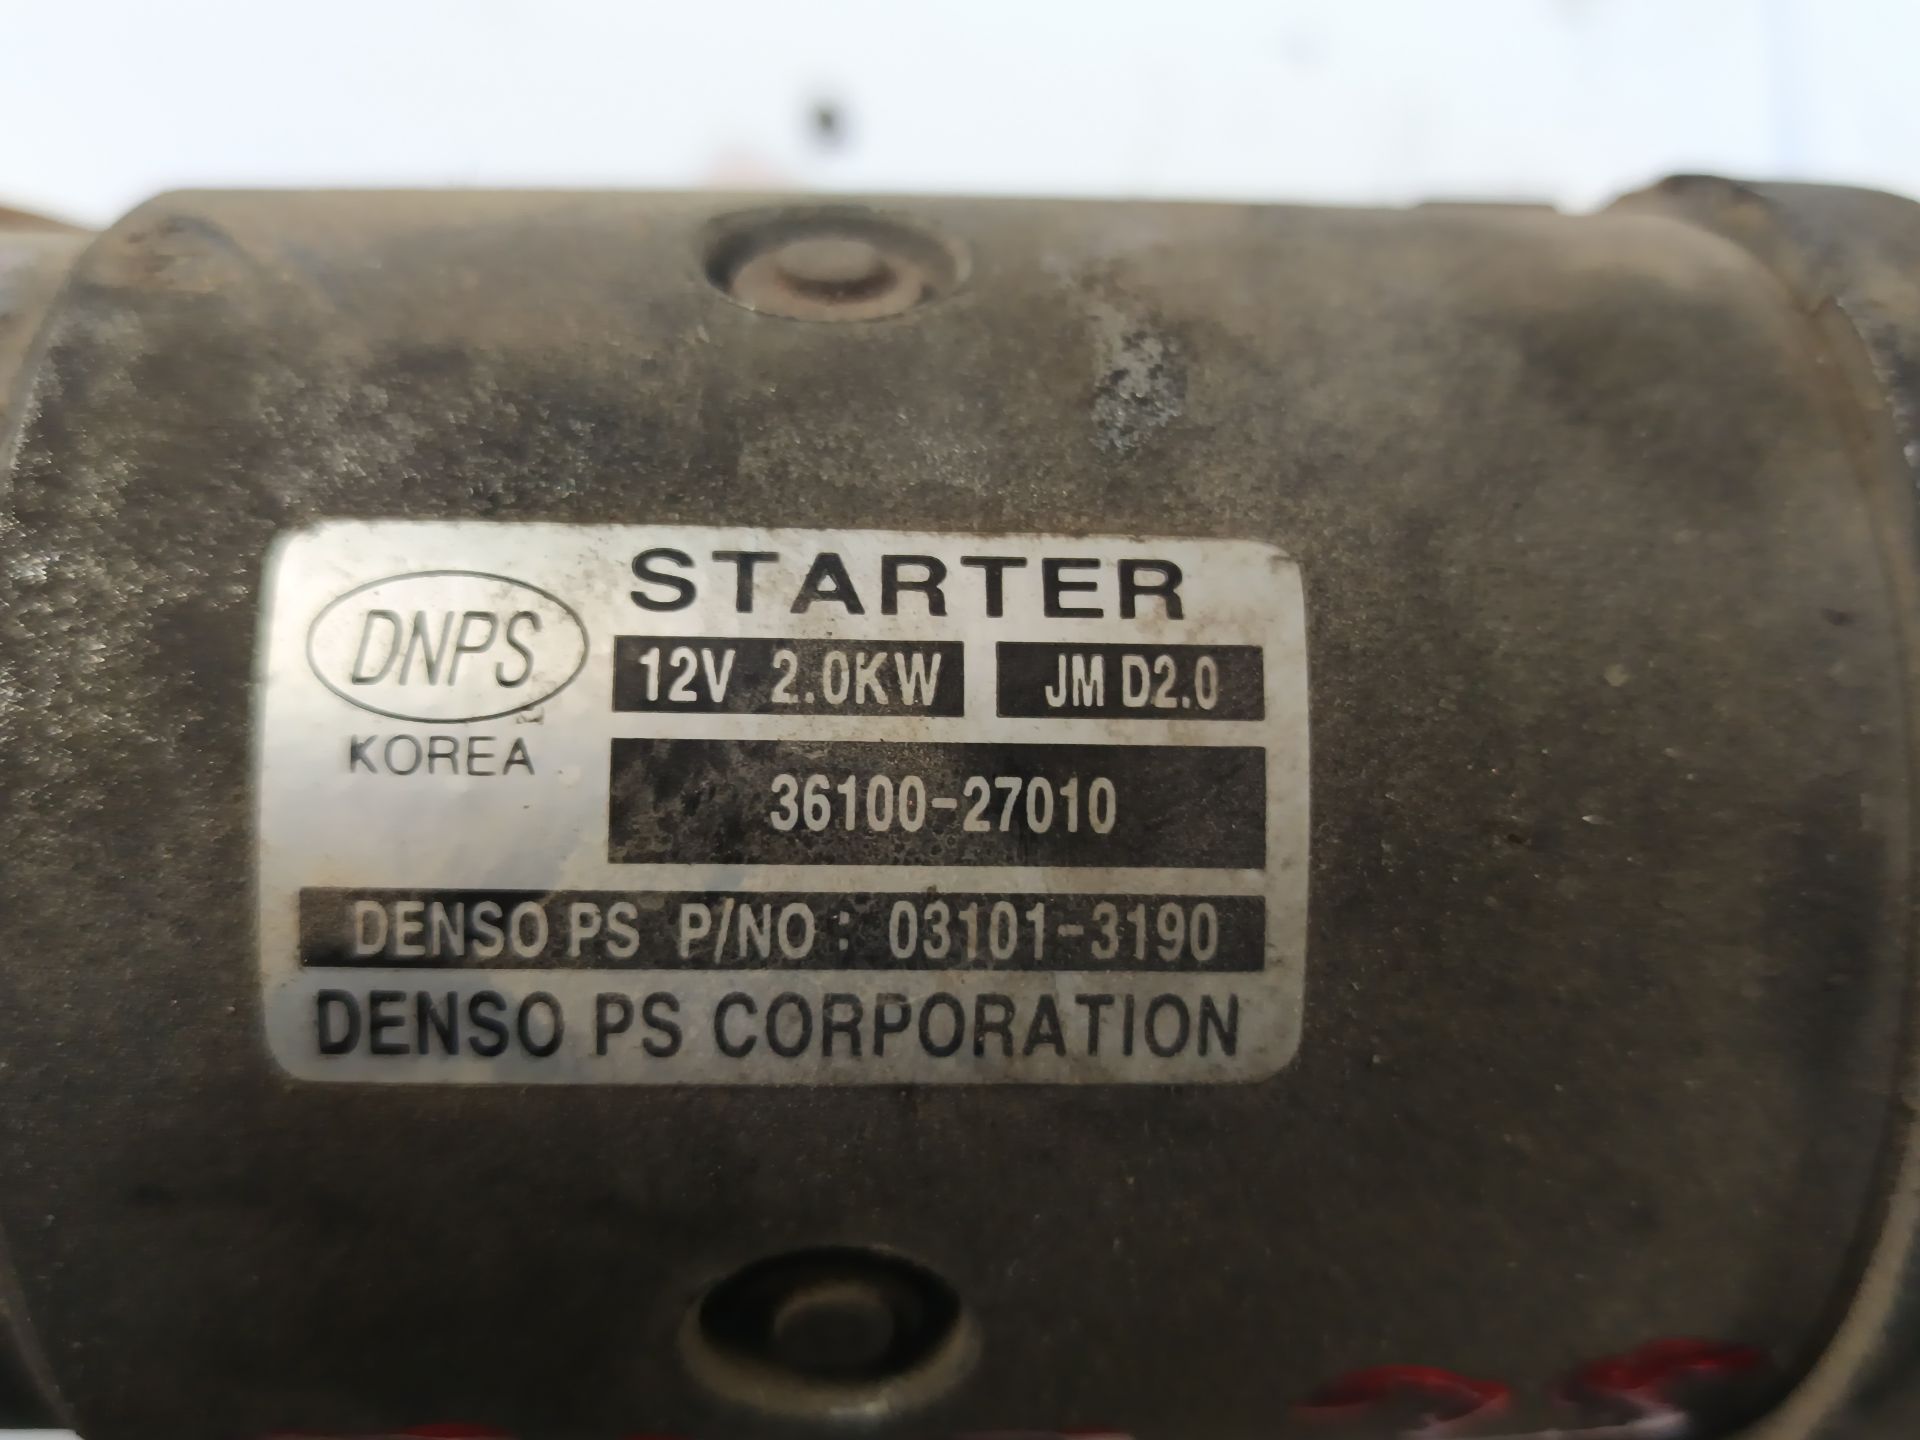 STARTER
DNPS
12V 2.0KW JM D2.0
KOREA
36100-27010
DENSO PS P/NO : 03101-3190
DENSO PS CORPORATION